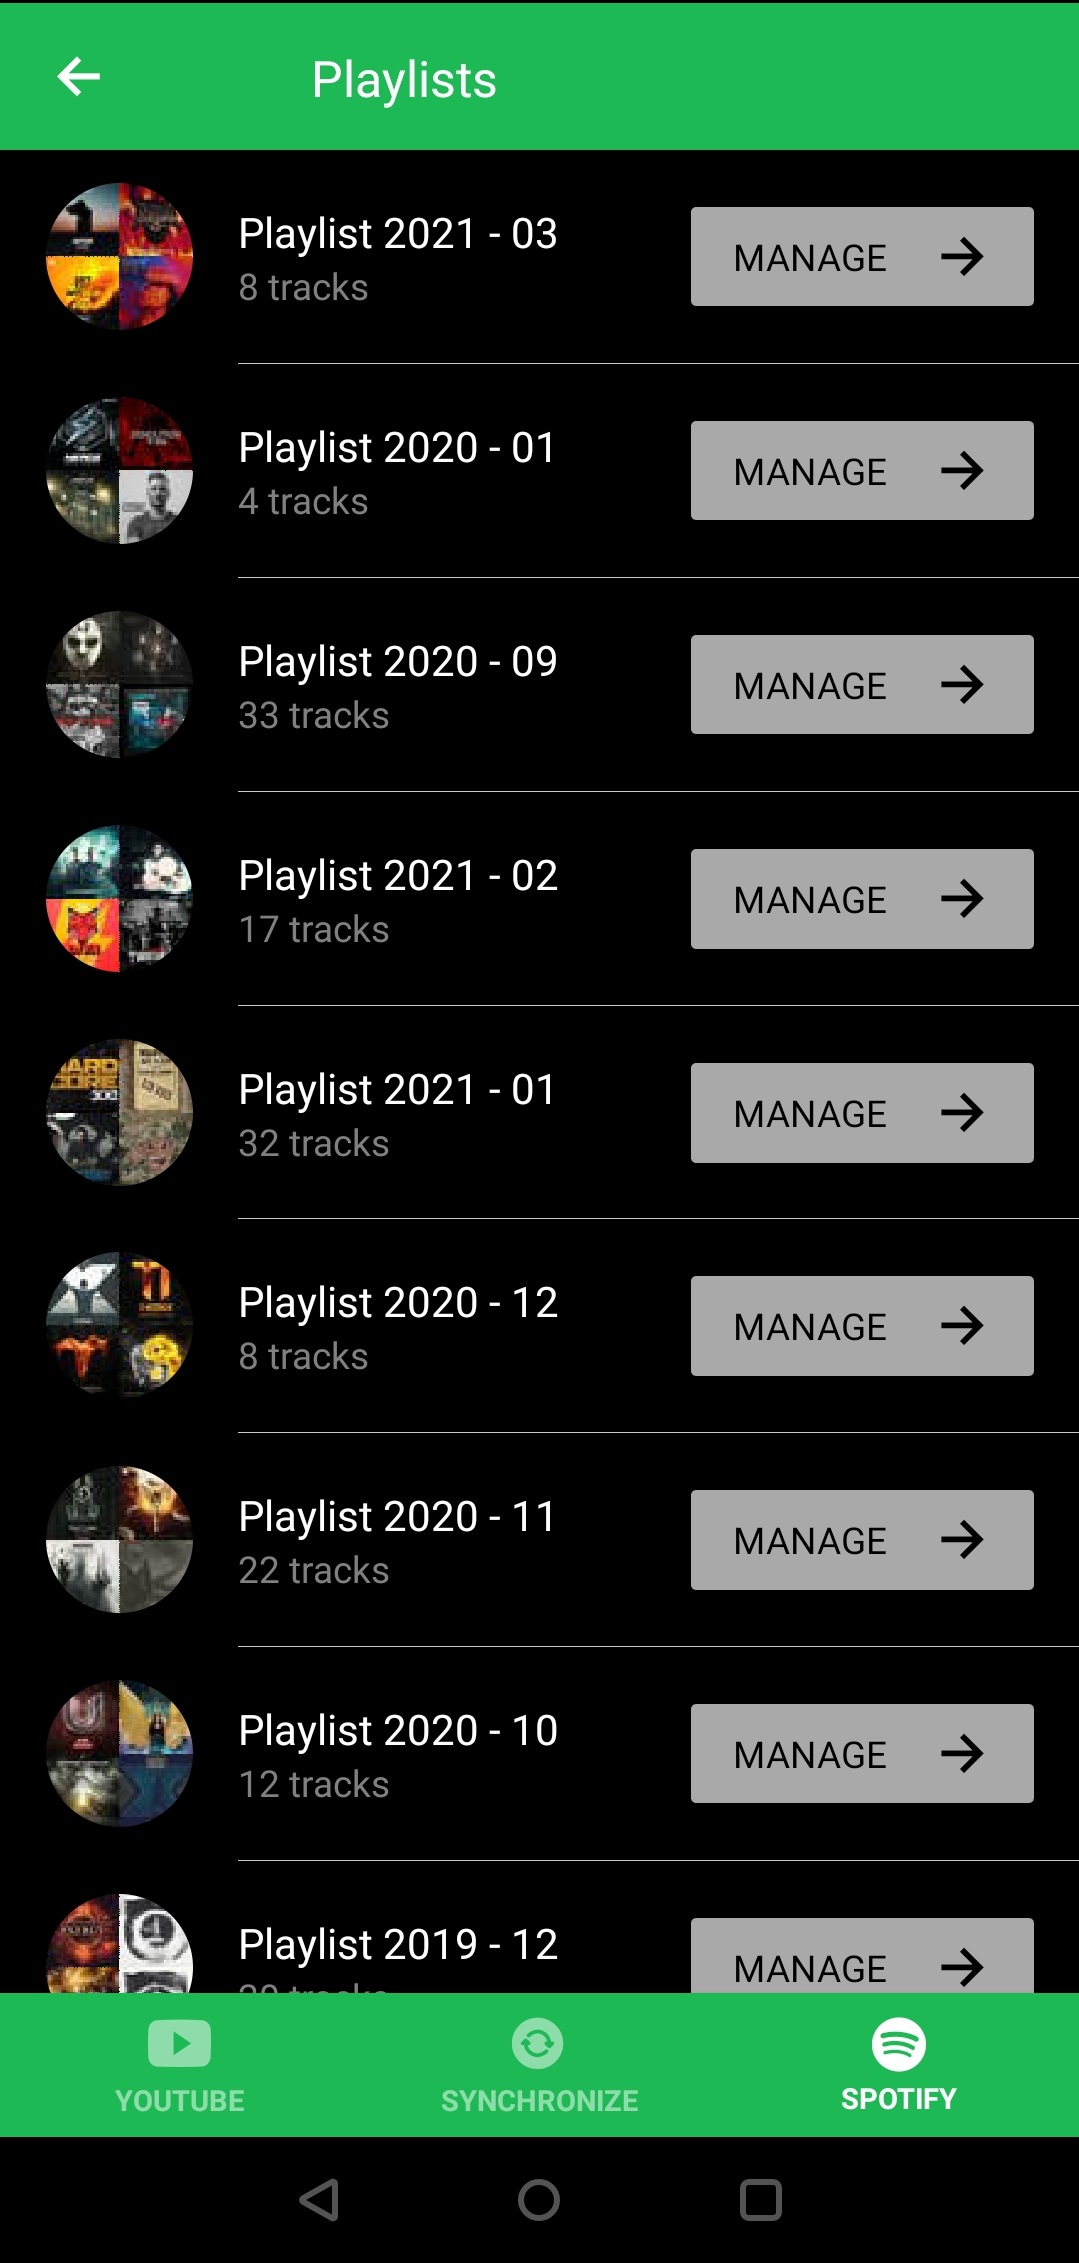 Playlists
Playlist 2021 - 03
8 tracks
MANAGE
Playlist 2020 - 01
4 tracks
MANAGE
Playlist 2020 - 09
33 tracks
MANAGE
Playlist 2021 - 02
17 tracks
MANAGE
Playlist 2021 - 01
32 tracks
MANAGE
Playlist 2020 - 12
8 tracks
MANAGE
Playlist 2020 - 11
22 tracks
MANAGE
Playlist 2020 - 10
12 tracks
MANAGE
Playlist 2019 - 12
tracks
MANAGE
YOUTUBE
SYNCHRONIZE
SPOTIFY